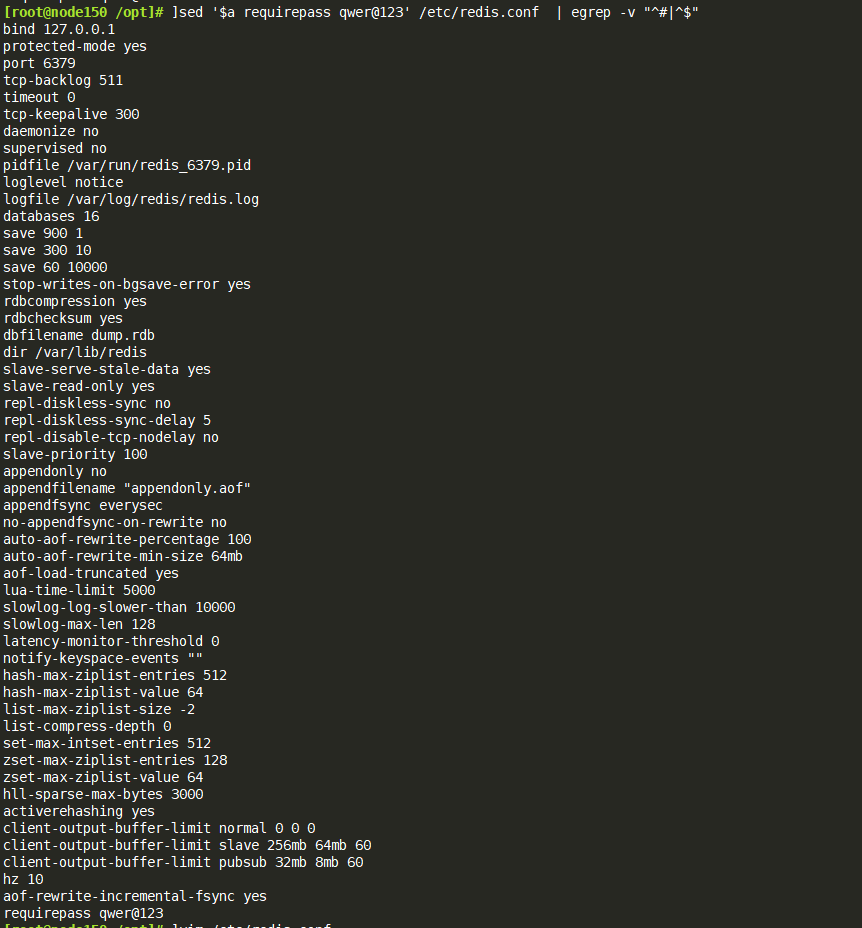 [root@node150 /opt]# ]sed '$a requirepass qwer@123' /etc/redis.conf  | egrep -v "^#|^$"
bind 127.0.0.1
protected-mode yes
port 6379
tcp-backlog 511
timeout 0
tcp-keepalive 300
daemonize no
supervised no
pidfile /var/run/redis_6379.pid
loglevel notice
logfile /var/log/redis/redis.log
databases 16
save 900 1
save 300 10
save 60 10000
stop-writes-on-bgsave-error yes
rdbcompression yes
rdbchecksum yes
dbfilename dump.rdb
dir /var/lib/redis
slave-serve-stale-data yes
slave-read-only yes
repl-diskless-sync no
repl-diskless-sync-delay 5
repl-disable-tcp-nodelay no
slave-priority 100
appendonly no
appendfilename "appendonly.aof"
appendfsync everysec
no-appendfsync-on-rewrite no
auto-aof-rewrite-percentage 100
auto-aof-rewrite-min-size 64mb
aof-load-truncated yes
lua-time-limit 5000
slowlog-log-slower-than 10000
slowlog-max-len 128
latency-monitor-threshold 0
notify-keyspace-events ""
hash-max-ziplist-entries 512
hash-max-ziplist-value 64
list-max-ziplist-size -2
list-compress-depth 0
set-max-intset-entries 512
zset-max-ziplist-entries 128
zset-max-ziplist-value 64
hll-sparse-max-bytes 3000
activerehashing yes
client-output-buffer-limit normal 0 0 0
client-output-buffer-limit slave 256mb 64mb 60
client-output-buffer-limit pubsub 32mb 8mb 60
hz 10
aof-rewrite-incremental-fsync yes
requirepass qwer@123
[root@node150 /opt]# ]vim /etc/redis.conf